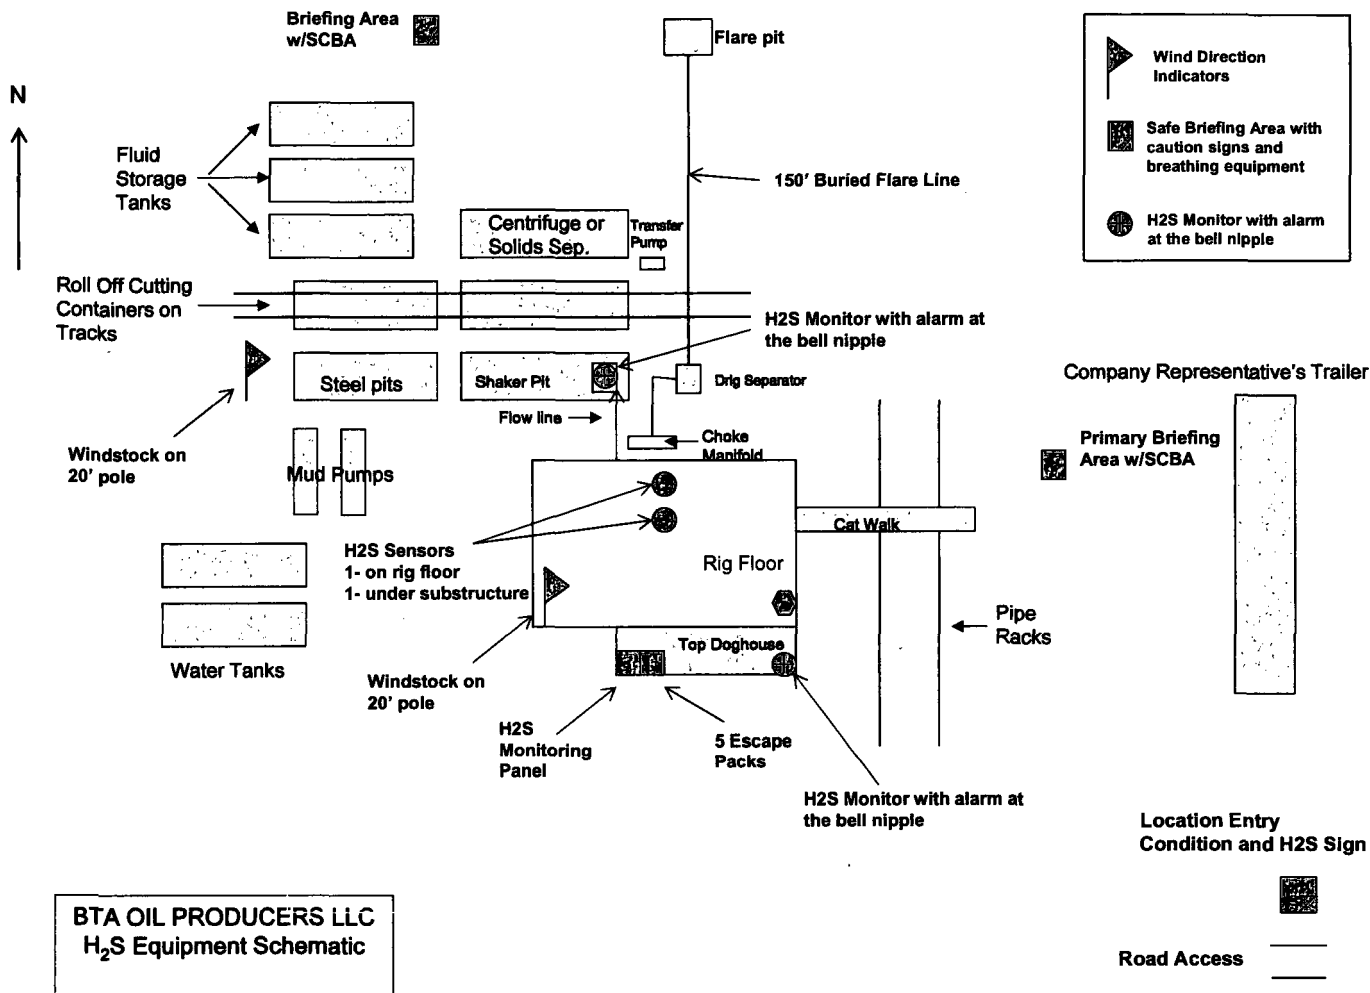 Briefing Area
w/SCBA
Flare pit
N
Wind Direction
Indicators
Safe Briefing Area with
caution signs and
breathing equipment
H2S Monitor with alarm
at the bell nipple
Fluid
Storage
Tanks
150' Buried Flare Line
Centrifuge or
Solids Sep.
Transfer
Pump
Roll Off Cutting
Containers on
Tracks
H2S Monitor with alarm at
the bell nipple
Steel pits
Shaker Pit
Drig Separator
Company Representative's Trailer
Flow line
Windstock on
20' pole
Mud Pumps
Choke
Manifold
Primary Briefing
Area w/SCBA
Cat Walk
H2S Sensors
1- on rig floor
1- under substructure
Rig Floor
Pipe
Racks
Water Tanks
Top Doghouse
Windstock on
20' pole
H2S
Monitoring
Panel
5 Escape
Packs
H2S Monitor with alarm at
the bell nipple
Location Entry
Condition and H2S Sign
BTA OIL PRODUCERS LLC
H₂S Equipment Schematic
Road Access